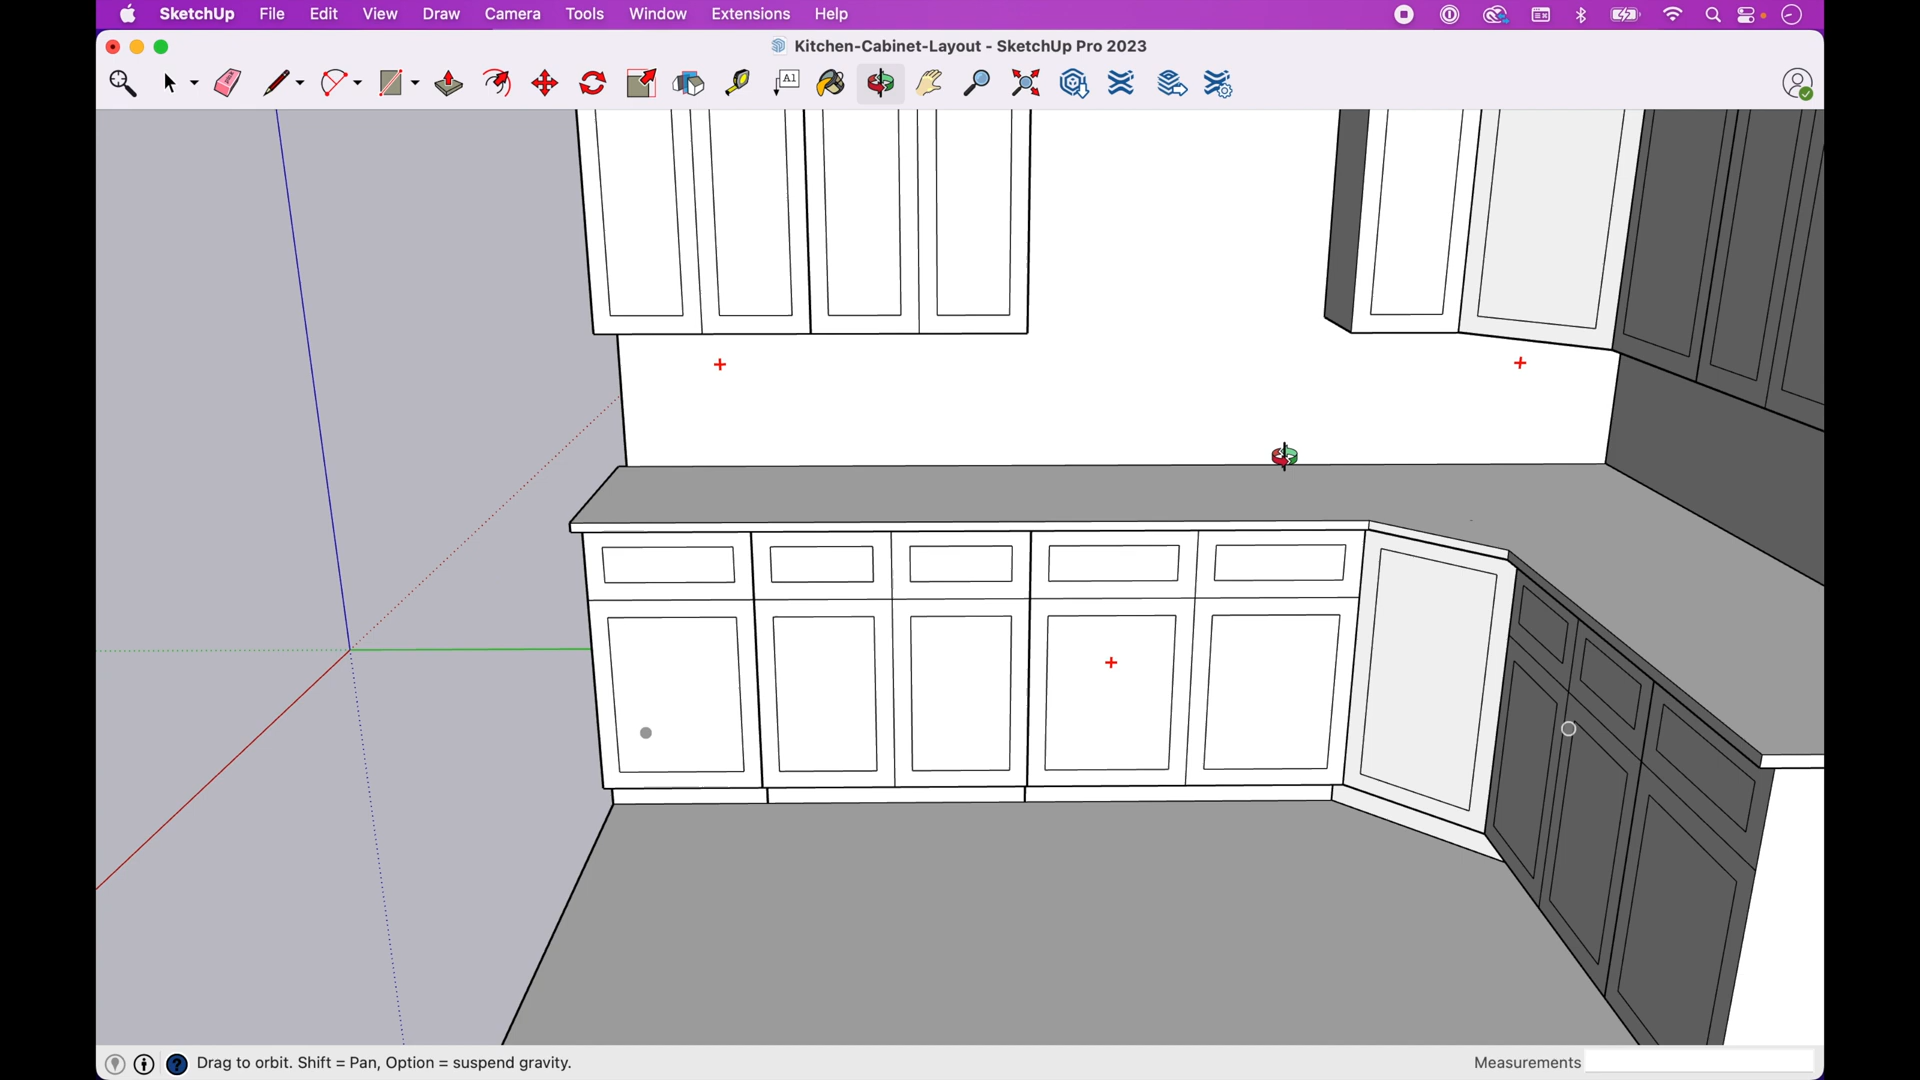 SketchUp File Edit View Draw Camera Tools Window Extensions Help
Kitchen-Cabinet-Layout - SketchUp Pro 2023
A1
Drag to orbit. Shift = Pan, Option = suspend gravity.
Measurements